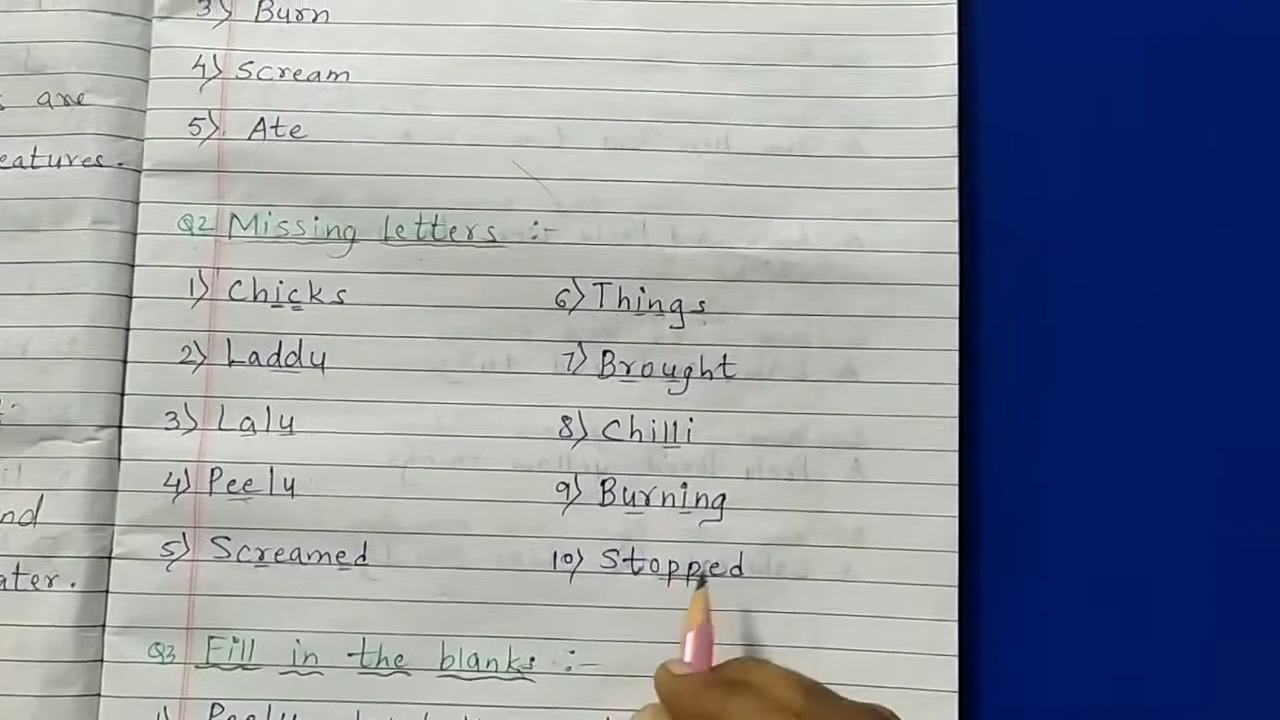 are
eatures.
nd
ater.
3) Burn
4) Scream
5) Ate
Q2 Missing letters :-
1) Chicks
2) Laddu
3) Lalu
4) Peelu
5) Screamed
6) Things
7) Brought
8) Chilli
9) Burning
10) Stopped
Q3 Fill in the blanks :-
1) Peelu